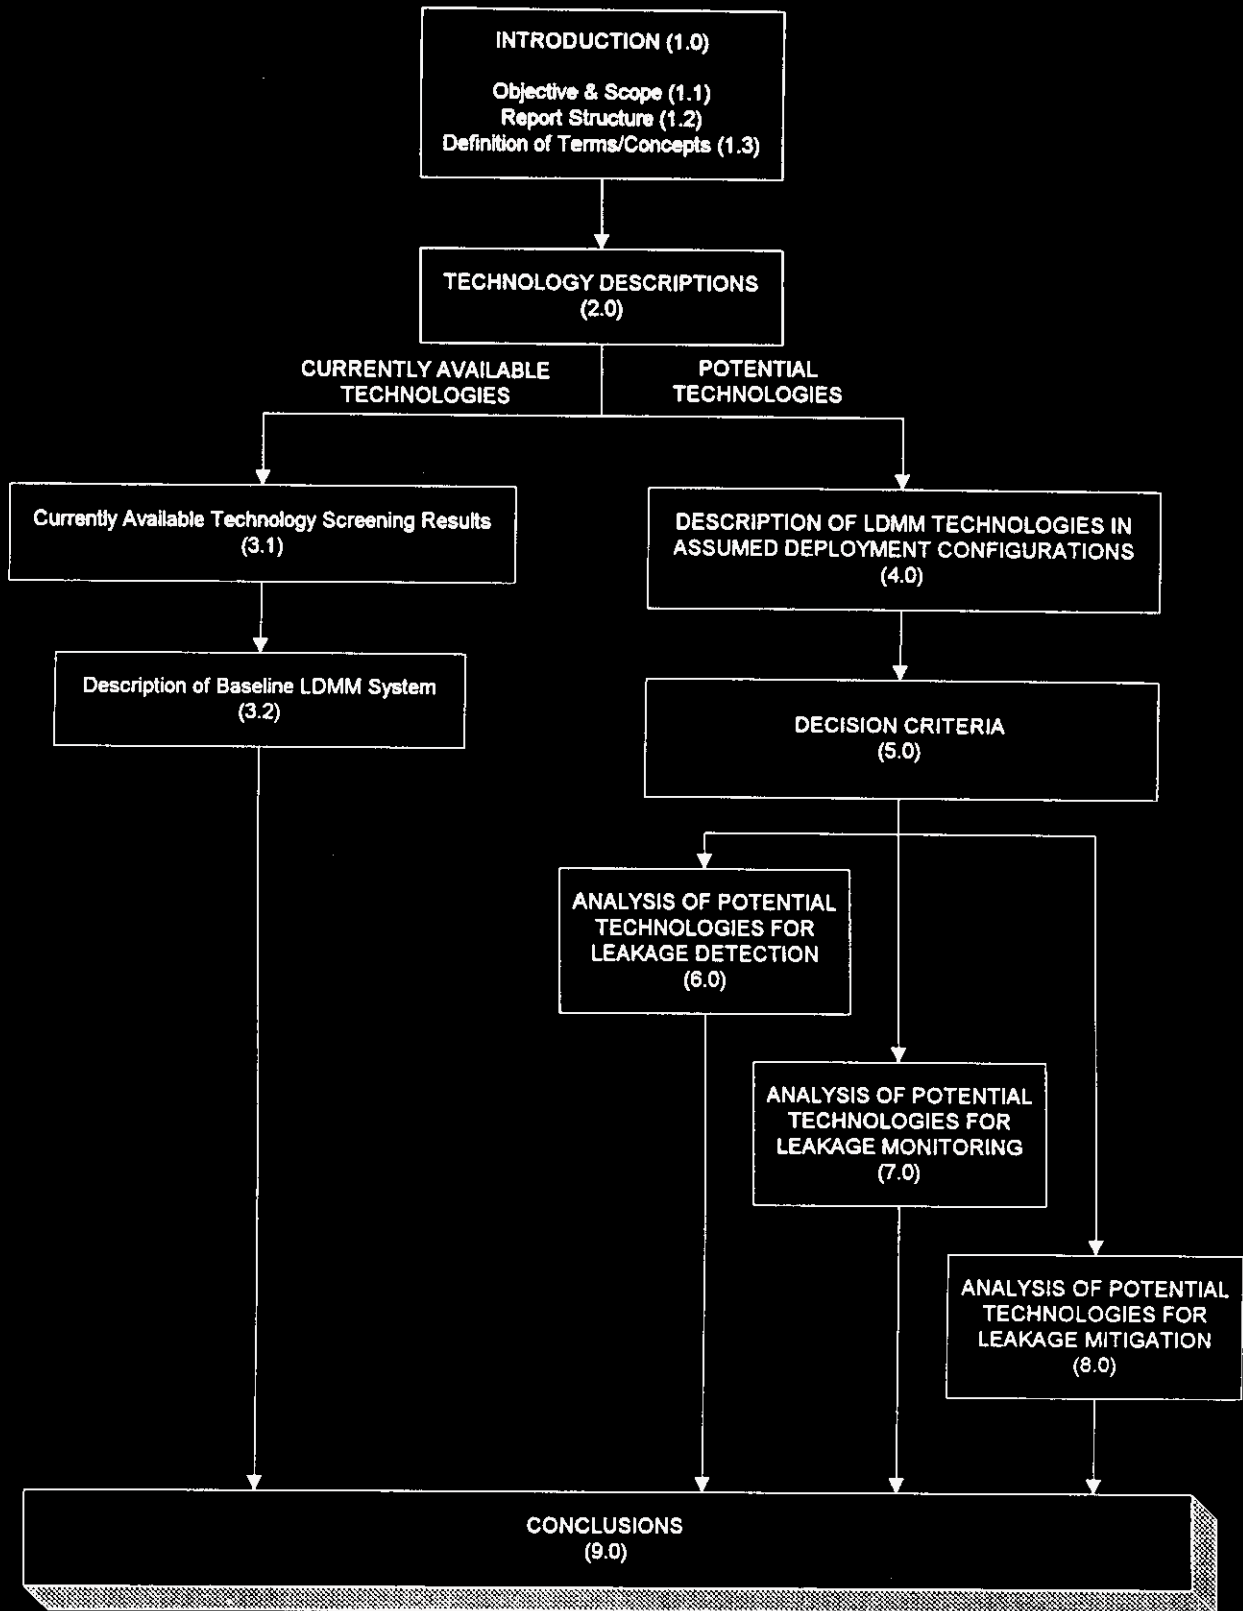 INTRODUCTION (1.0)
Objective & Scope (1.1)
Report Structure (1.2)
Definition of Terms/Concepts (1.3)
TECHNOLOGY DESCRIPTIONS
(2.0)
CURRENTLY AVAILABLE
TECHNOLOGIES
POTENTIAL
TECHNOLOGIES
Currently Available Technology Screening Results
(3.1)
DESCRIPTION OF LDMM TECHNOLOGIES IN
ASSUMED DEPLOYMENT CONFIGURATIONS
(4.0)
Description of Baseline LDMM System
(3.2)
DECISION CRITERIA
(5.0)
ANALYSIS OF POTENTIAL
TECHNOLOGIES FOR
LEAKAGE DETECTION
(6.0)
ANALYSIS OF POTENTIAL
TECHNOLOGIES FOR
LEAKAGE MONITORING
(7.0)
ANALYSIS OF POTENTIAL
TECHNOLOGIES FOR
LEAKAGE MITIGATION
(8.0)
CONCLUSIONS
(9.0)